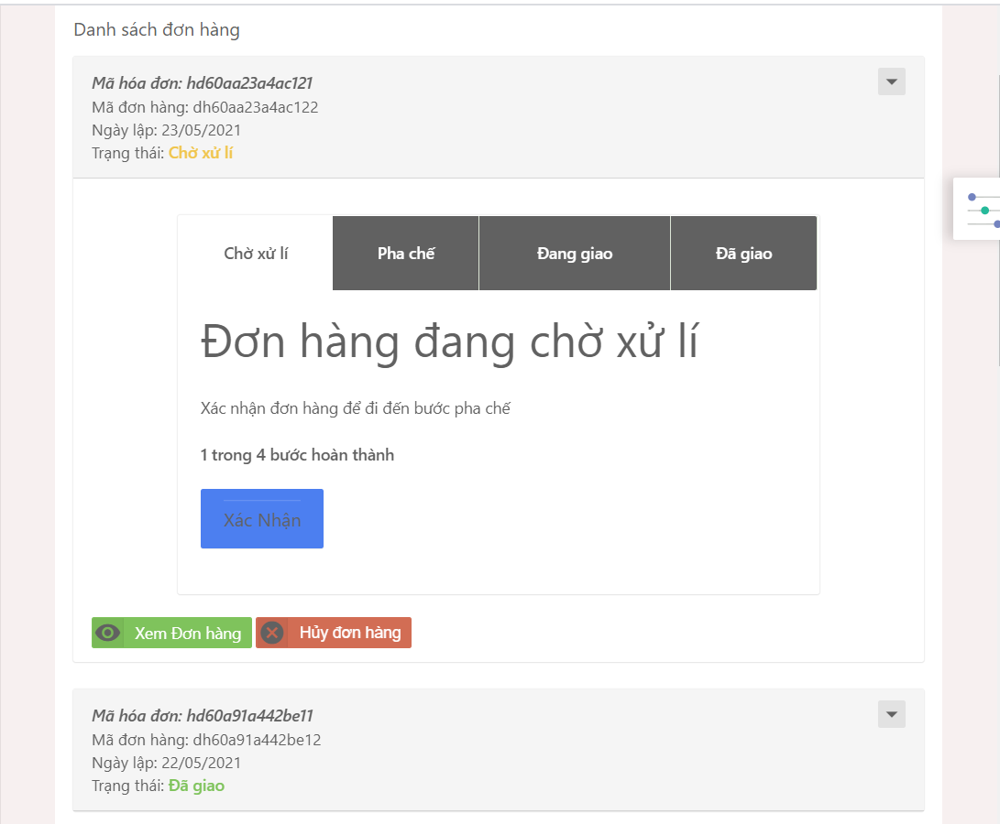 Danh sách đơn hàng
Mã hóa đơn: hd60aa23a4ac121
Mã đơn hàng: dh60aa23a4ac122
Ngày lập: 23/05/2021
Trạng thái: Chờ xử lí
Chờ xử lí Pha chế Đang giao Đã giao
Đơn hàng đang chờ xử lí
Xác nhận đơn hàng để đi đến bước pha chế
1 trong 4 bước hoàn thành
Xác Nhận
Xem Đơn hàng Hủy đơn hàng
Mã hóa đơn: hd60a91a442be11
Mã đơn hàng: dh60a91a442be12
Ngày lập: 22/05/2021
Trạng thái: Đã giao